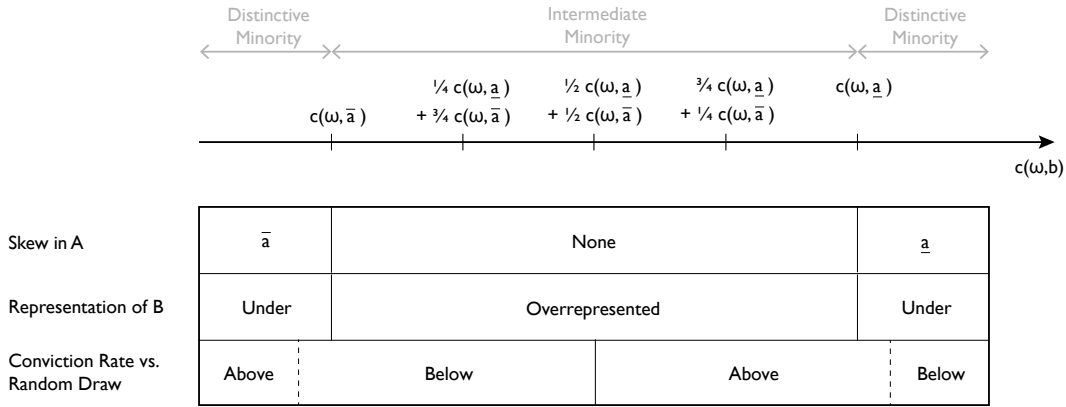 Distinctive
Minority
Intermediate
Minority
Distinctive
Minority
c(ω, a̅ )
¼ c(ω, a̲ )
+ ¾ c(ω, a̅ )
½ c(ω, a̲ )
+ ½ c(ω, a̅ )
¾ c(ω, a̲ )
+ ¼ c(ω, a̅ )
c(ω, a̲ )
c(ω,b)
Skew in A a̅ None a̲
Representation of B Under Overrepresented Under
Conviction Rate vs.
Random Draw
Above Below Above Below